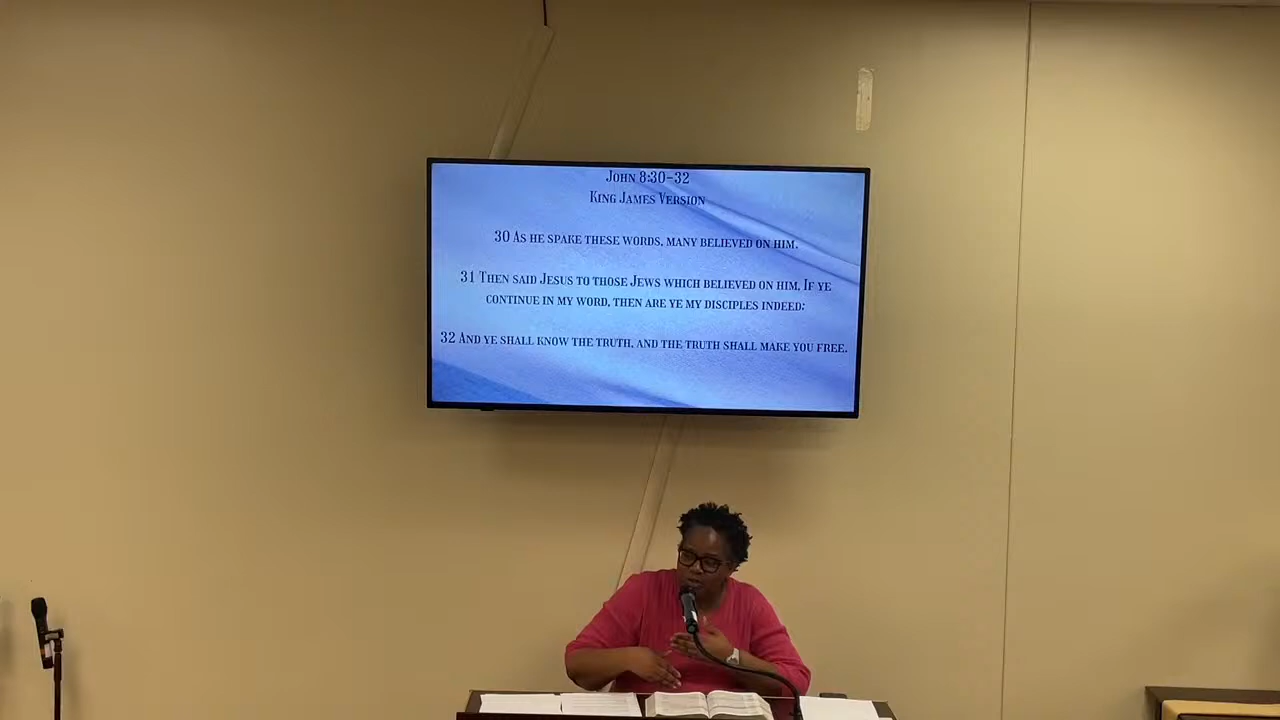 John 8:30-32
King James Version
30 As he spake these words, many believed on him.
31 Then said Jesus to those Jews which believed on him, If ye
continue in my word, then are ye my disciples indeed;
32 And ye shall know the truth, and the truth shall make you free.